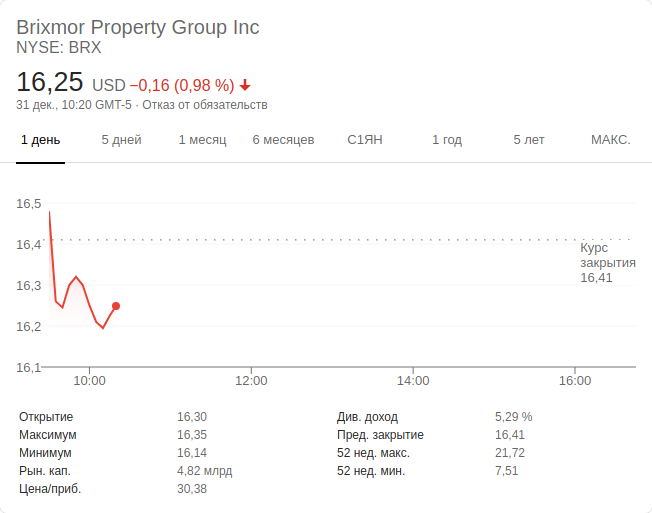 Brixmor Property Group Inc
NYSE: BRX
16,25 USD −0,16 (0,98 %)
31 дек., 10:20 GMT-5 · Отказ от обязательств
1 день 5 дней 1 месяц 6 месяцев С1ЯН 1 год 5 лет МАКС.
16,5
16,4
Курс
закрытия
16,41
16,3
16,2
16,1
10:00 12:00 14:00 16:00
Открытие 16,30 Див. доход 5,29 %
Максимум 16,35 Пред. закрытие 16,41
Минимум 16,14 52 нед. макс. 21,72
Рын. кап. 4,82 млрд 52 нед. мин. 7,51
Цена/приб. 30,38